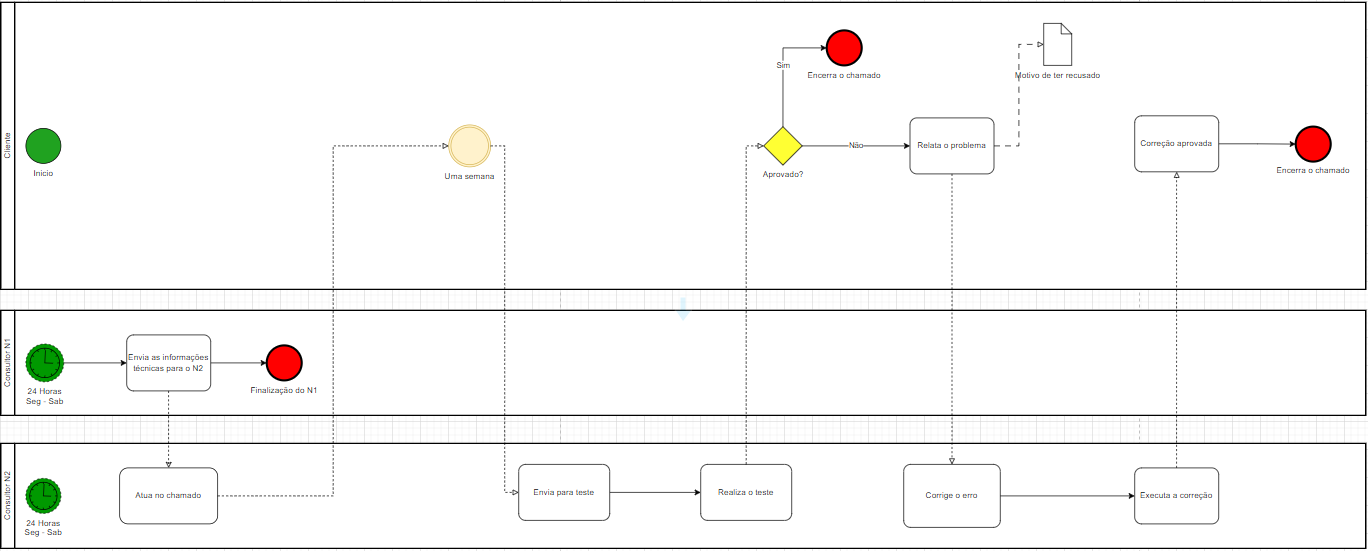 Cliente
Inicio
Uma semana
Sim
Encerra o chamado
Aprovado?
Não
Relata o problema
Motivo de ter recusado
Correção aprovada
Encerra o chamado
Consultor N1
24 Horas
Seg - Sab
Envia as informações
técnicas para o N2
Finalização do N1
Consultor N2
24 Horas
Seg - Sab
Atua no chamado
Envia para teste
Realiza o teste
Corrige o erro
Executa a correção